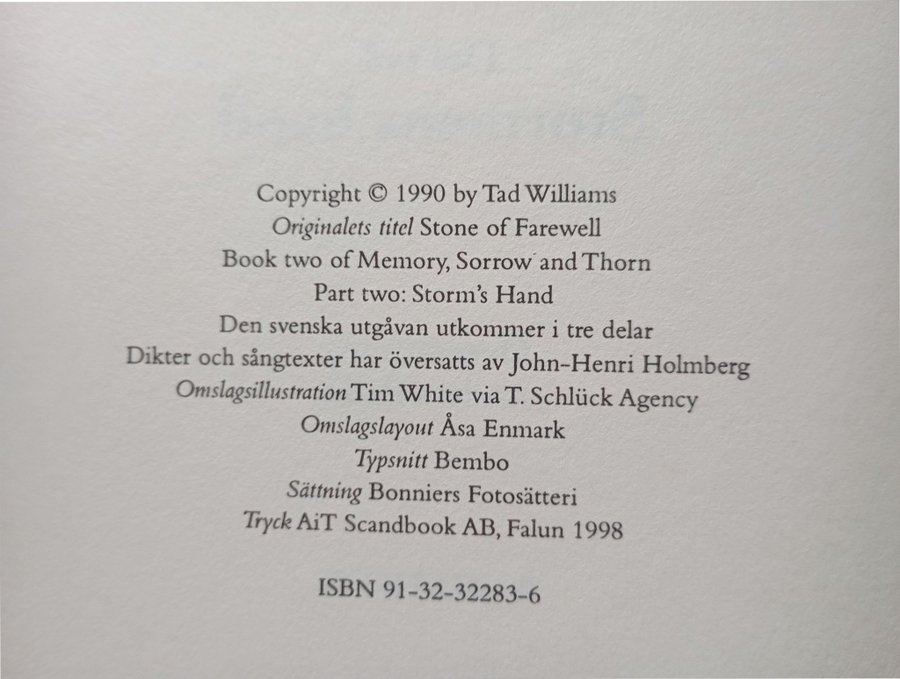 Copyright © 1990 by Tad Williams
Originalets titel Stone of Farewell
Book two of Memory, Sorrow and Thorn
Part two: Storm's Hand
Den svenska utgåvan utkommer i tre delar
Dikter och sångtexter har översatts av John-Henri Holmberg
Omslagsillustration Tim White via T. Schlück Agency
Omslagslayout Åsa Enmark
Typsnitt Bembo
Sättning Bonniers Fotosätteri
Tryck AiT Scandbook AB, Falun 1998
ISBN 91-32-32283-6